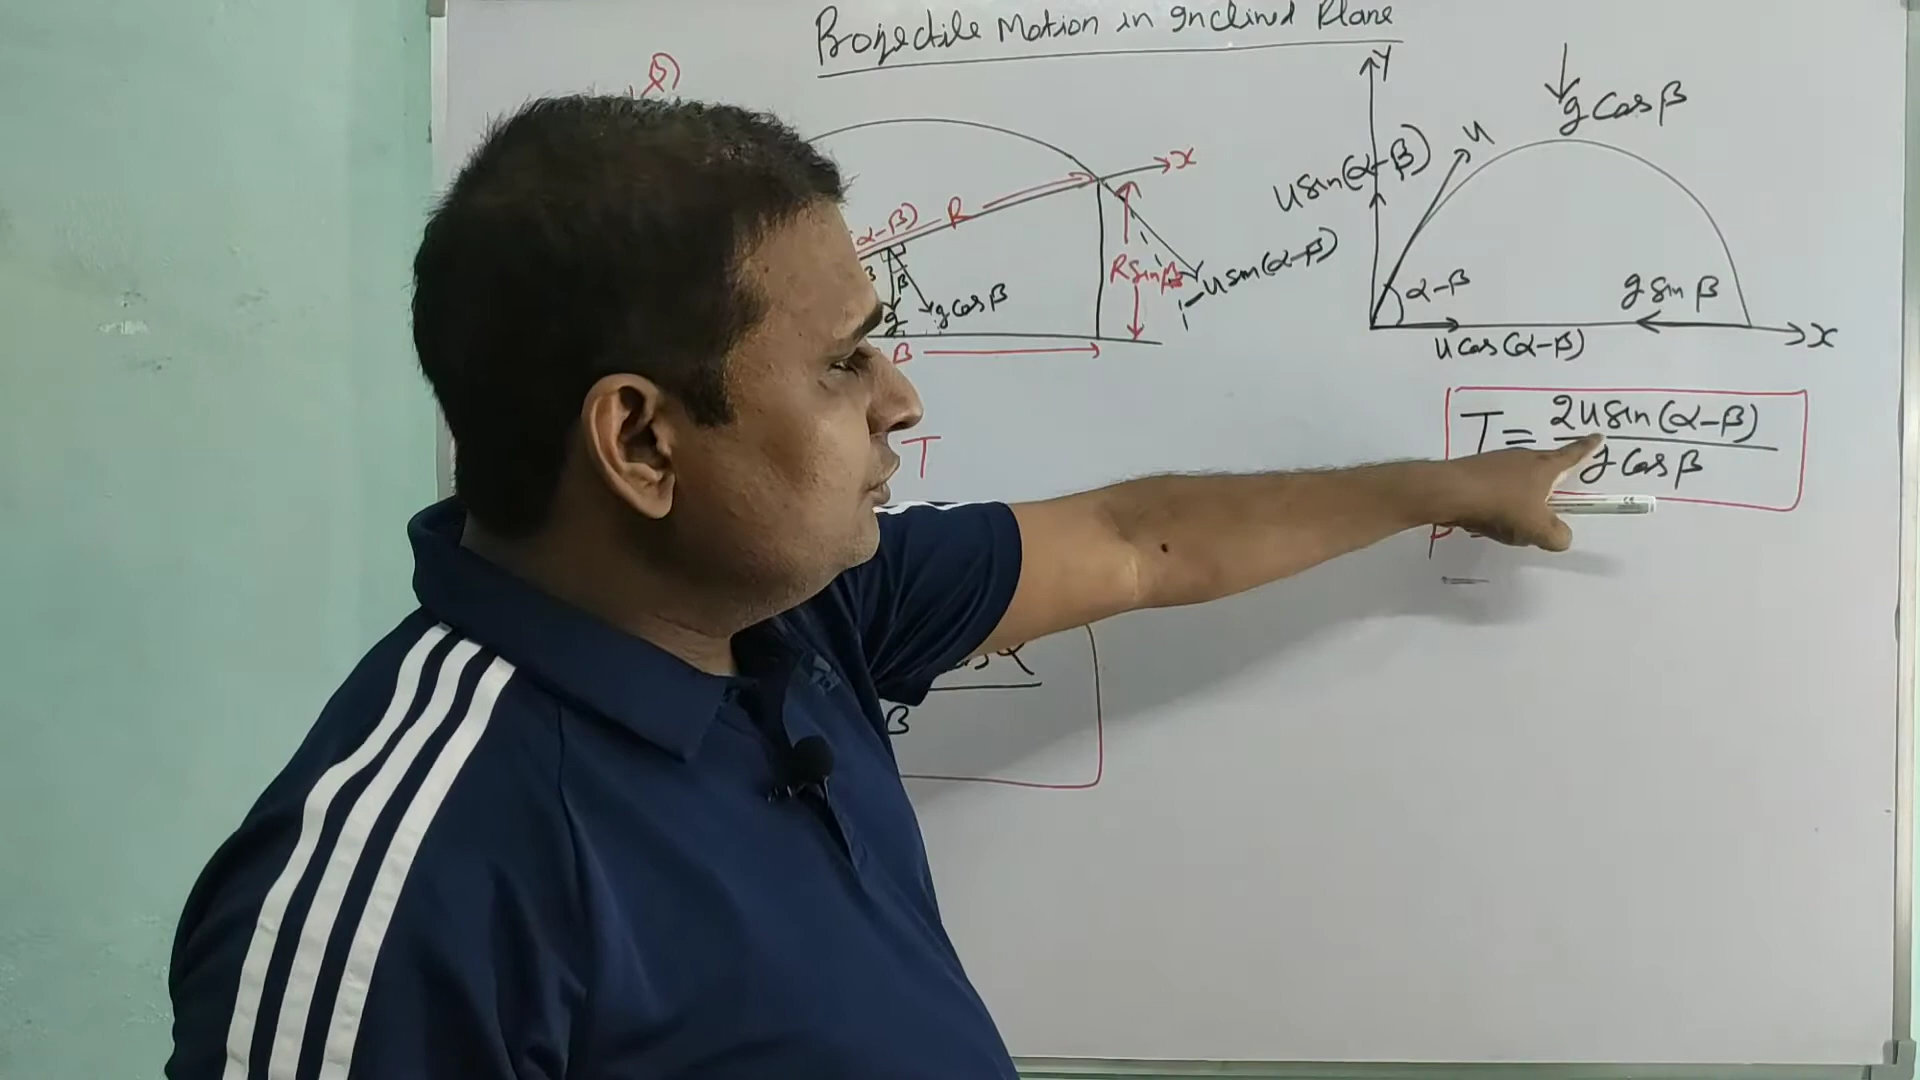 Projectile Motion in Inclined Plane
β)
x
(α-β)
R
β
g
g cos β
R sin β
u sin(α-β)
B
T
β
Y
g cos β
u
u sin(α-β)
α-β
g sin β
u cos(α-β)
x
T = 2u sin(α-β)
g cos β